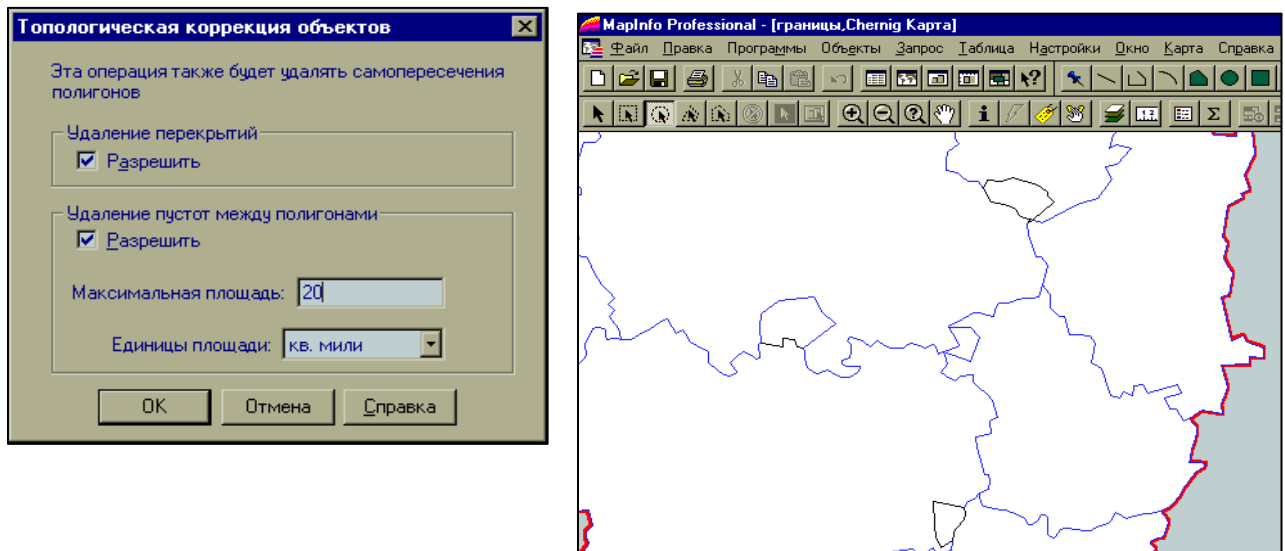 Топологическая коррекция объектов
Эта операция также будет удалять самопересечения
полигонов
Удаление перекрытий
Разрешить
Удаление пустот между полигонами
Разрешить
Максимальная площадь: 20
Единицы площади: кв. мили
OK Отмена Справка
MapInfo Professional - [границы,Chernig Карта]
Файл Правка Программы Объекты Запрос Таблица Настройки Окно Карта Справка